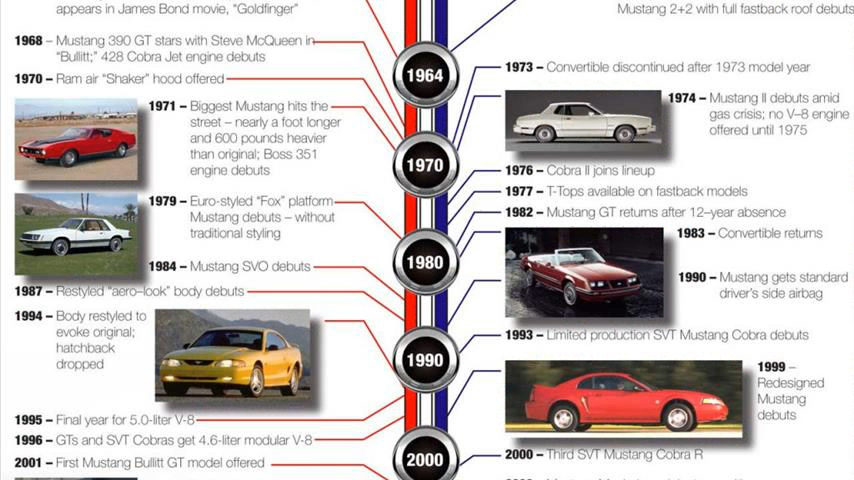 appears in James Bond movie, “Goldfinger”
1968 – Mustang 390 GT stars with Steve McQueen in
“Bullitt;” 428 Cobra Jet engine debuts
1970 – Ram air “Shaker” hood offered
1971 – Biggest Mustang hits the
street – nearly a foot longer
and 600 pounds heavier
than original; Boss 351
engine debuts
1979 – Euro-styled “Fox” platform
Mustang debuts – without
traditional styling
1984 – Mustang SVO debuts
1987 – Restyled “aero–look” body debuts
1994 – Body restyled to
evoke original;
hatchback
dropped
1995 – Final year for 5.0-liter V-8
1996 – GTs and SVT Cobras get 4.6-liter modular V-8
2001 – First Mustang Bullitt GT model offered
1964
1970
1980
1990
2000
Mustang 2+2 with full fastback roof debuts
1973 – Convertible discontinued after 1973 model year
1974 – Mustang II debuts amid
gas crisis; no V–8 engine
offered until 1975
1976 – Cobra II joins lineup
1977 – T-Tops available on fastback models
1982 – Mustang GT returns after 12–year absence
1983 – Convertible returns
1990 – Mustang gets standard
driver’s side airbag
1993 – Limited production SVT Mustang Cobra debuts
1999 –
Redesigned
Mustang
debuts
2000 – Third SVT Mustang Cobra R